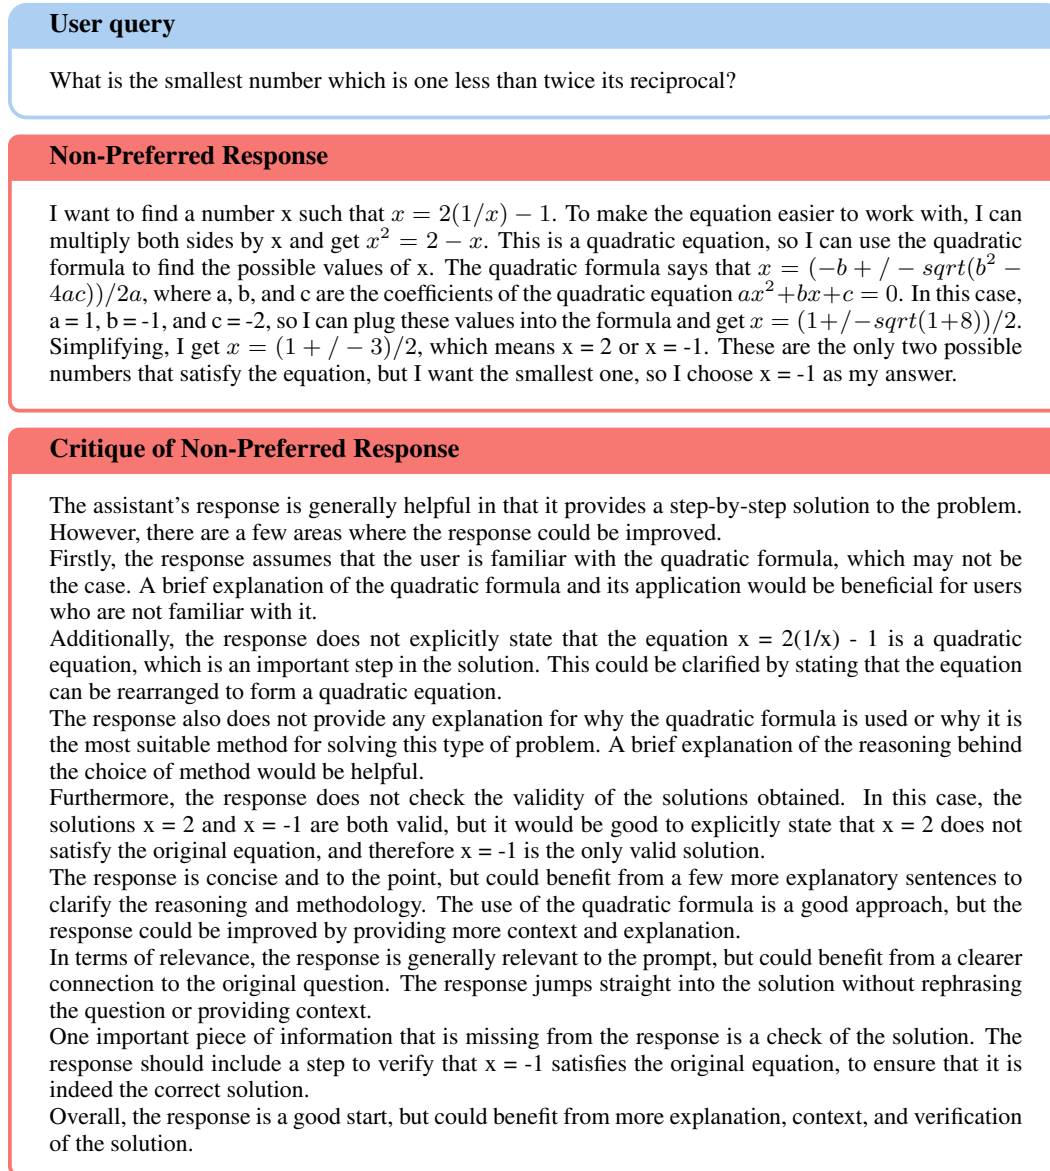 User query
What is the smallest number which is one less than twice its reciprocal?
Non-Preferred Response
I want to find a number x such that x = 2(1/x) − 1. To make the equation easier to work with, I can
multiply both sides by x and get x² = 2 − x. This is a quadratic equation, so I can use the quadratic
formula to find the possible values of x. The quadratic formula says that x = (−b + / − sqrt(b² −
4ac))/2a, where a, b, and c are the coefficients of the quadratic equation ax²+bx+c = 0. In this case,
a = 1, b = -1, and c = -2, so I can plug these values into the formula and get x = (1+/−sqrt(1+8))/2.
Simplifying, I get x = (1 + / − 3)/2, which means x = 2 or x = -1. These are the only two possible
numbers that satisfy the equation, but I want the smallest one, so I choose x = -1 as my answer.
Critique of Non-Preferred Response
The assistant's response is generally helpful in that it provides a step-by-step solution to the problem.
However, there are a few areas where the response could be improved.
Firstly, the response assumes that the user is familiar with the quadratic formula, which may not be
the case. A brief explanation of the quadratic formula and its application would be beneficial for users
who are not familiar with it.
Additionally, the response does not explicitly state that the equation x = 2(1/x) - 1 is a quadratic
equation, which is an important step in the solution. This could be clarified by stating that the equation
can be rearranged to form a quadratic equation.
The response also does not provide any explanation for why the quadratic formula is used or why it is
the most suitable method for solving this type of problem. A brief explanation of the reasoning behind
the choice of method would be helpful.
Furthermore, the response does not check the validity of the solutions obtained. In this case, the
solutions x = 2 and x = -1 are both valid, but it would be good to explicitly state that x = 2 does not
satisfy the original equation, and therefore x = -1 is the only valid solution.
The response is concise and to the point, but could benefit from a few more explanatory sentences to
clarify the reasoning and methodology. The use of the quadratic formula is a good approach, but the
response could be improved by providing more context and explanation.
In terms of relevance, the response is generally relevant to the prompt, but could benefit from a clearer
connection to the original question. The response jumps straight into the solution without rephrasing
the question or providing context.
One important piece of information that is missing from the response is a check of the solution. The
response should include a step to verify that x = -1 satisfies the original equation, to ensure that it is
indeed the correct solution.
Overall, the response is a good start, but could benefit from more explanation, context, and verification
of the solution.